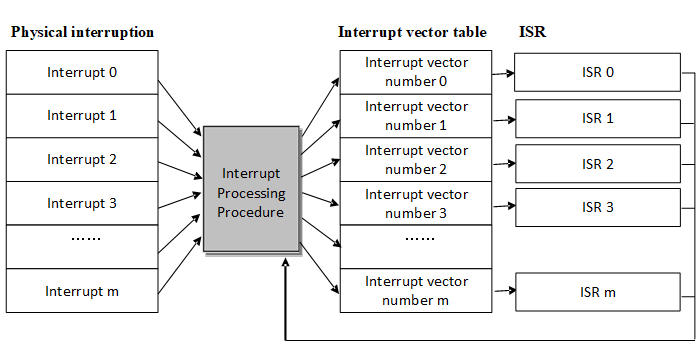 Physical interruption
Interrupt vector table
ISR
Interrupt 0
Interrupt 1
Interrupt 2
Interrupt 3
......
Interrupt m
Interrupt
Processing
Procedure
Interrupt vector
number 0
Interrupt vector
number 1
Interrupt vector
number 2
Interrupt vector
number 3
......
Interrupt vector
number m
ISR 0
ISR 1
ISR 2
ISR 3
ISR m